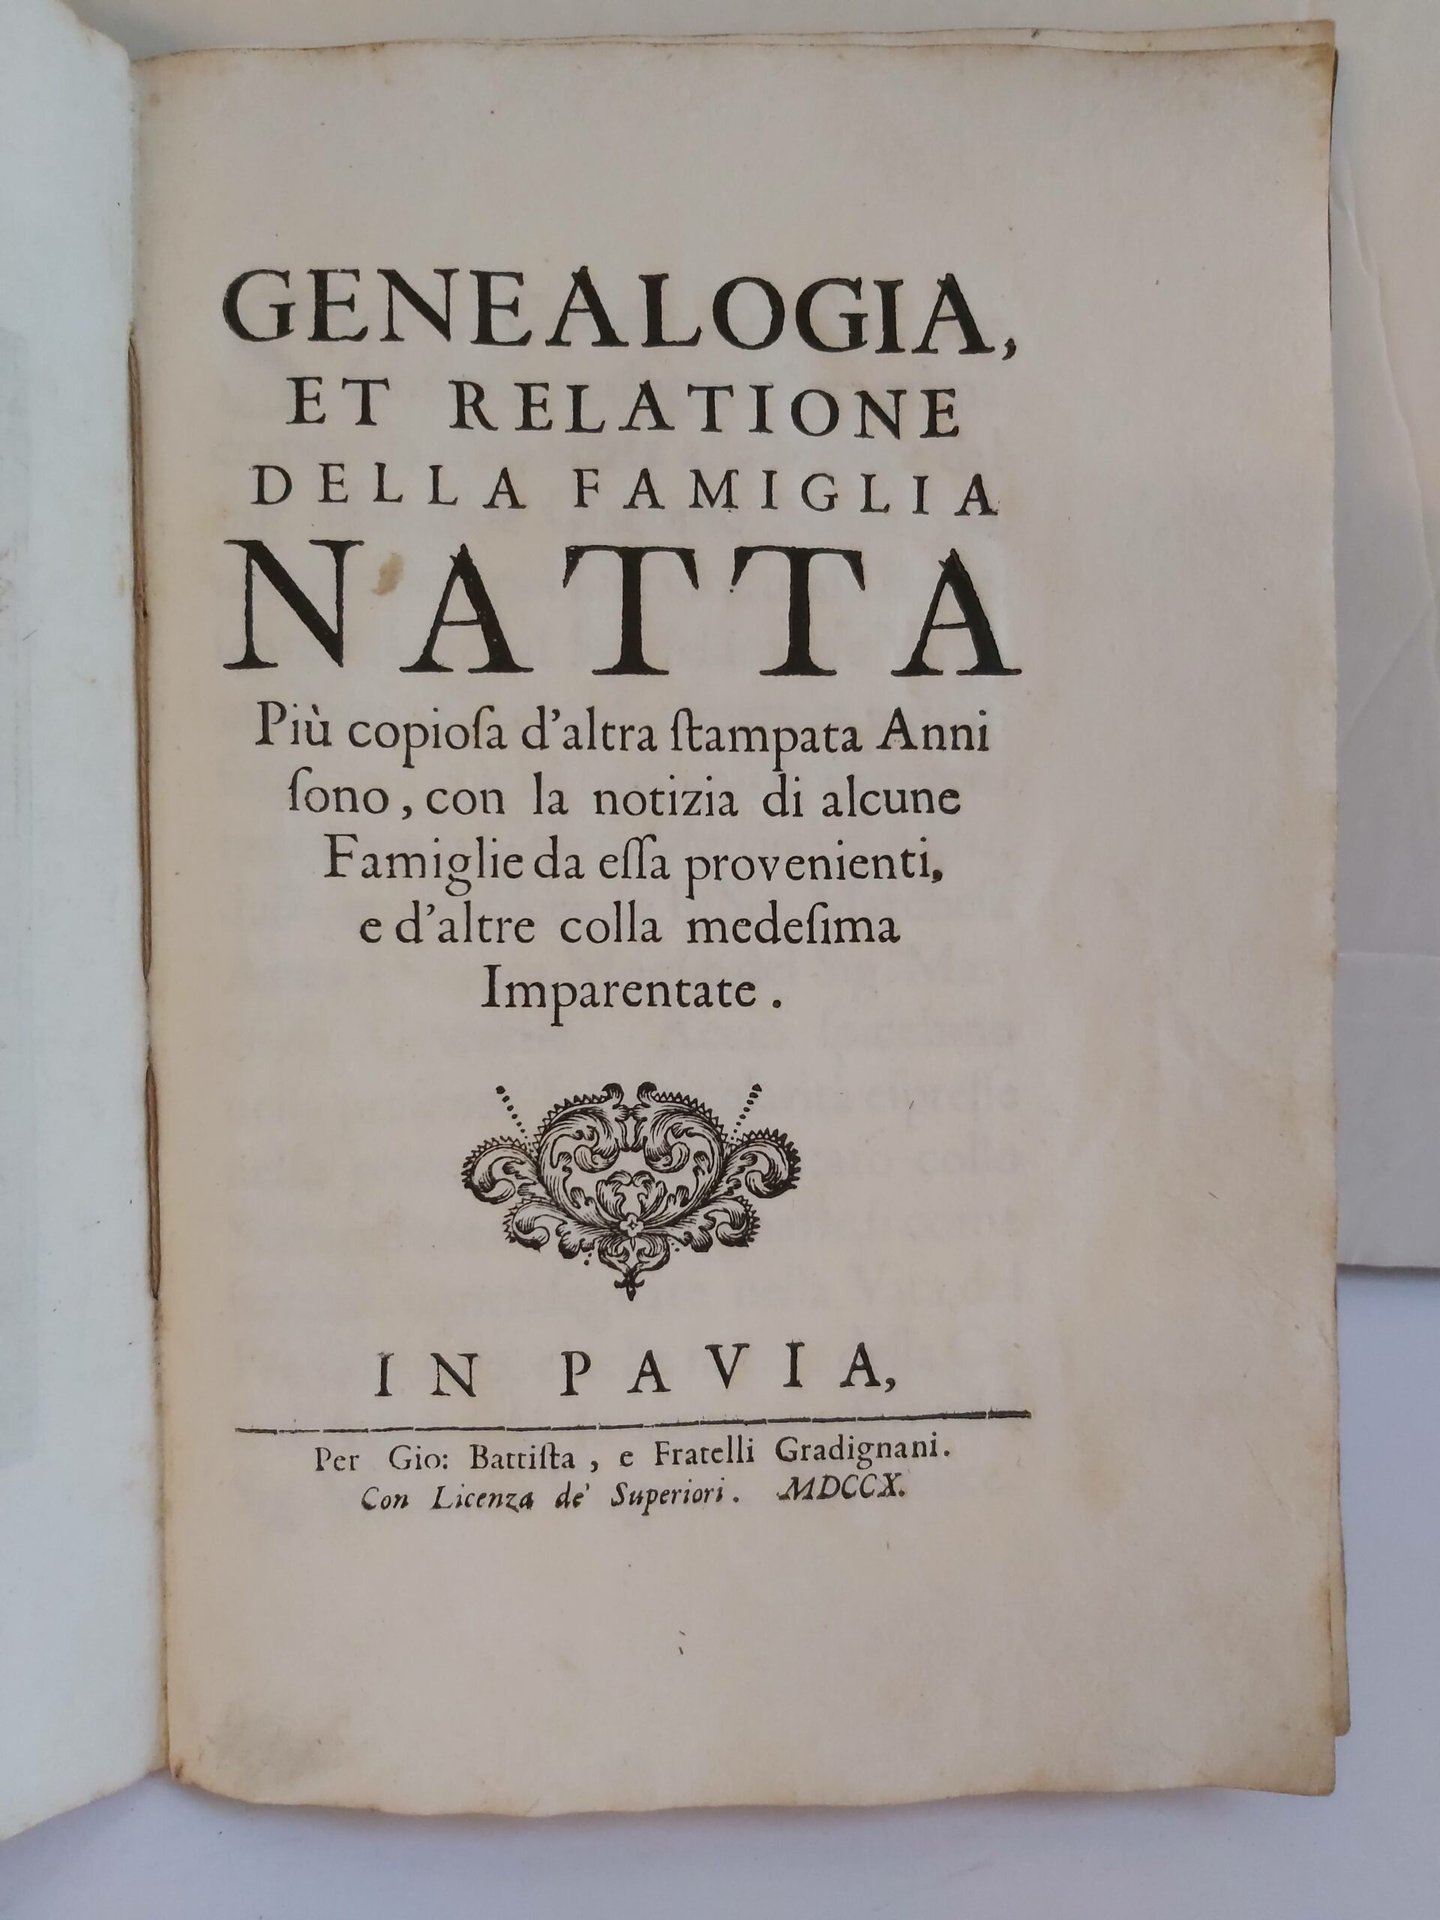 GENEALOGIA,
ET RELATIONE
DELLA FAMIGLIA
NATTA
Più copioſa d'altra ſtampata Anni
ſono, con la notizia di alcune
Famiglie da eſſa provenienti,
e d'altre colla medeſima
Imparentate.
IN PAVIA,
Per Gio: Battiſta, e Fratelli Gradignani.
Con Licenza de' Superiori. MDCCX.